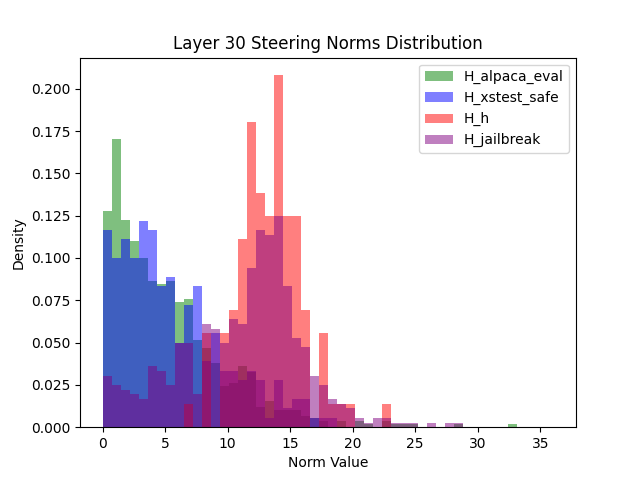 Layer 30 Steering Norms Distribution
H_alpaca_eval
H_xstest_safe
H_h
H_jailbreak
0.200
0.175
0.150
0.125
0.100
0.075
0.050
0.025
0.000
Density
0 5 10 15 20 25 30 35
Norm Value